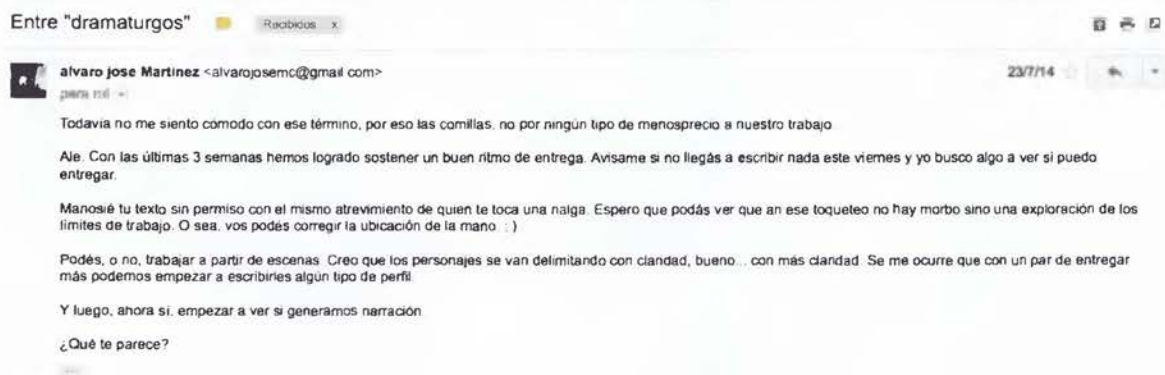 Entre "dramaturgos"
Recibidos x
alvaro jose Martinez <alvarojosemc@gmail com>
23/7/14
para mí
Todavía no me siento cómodo con ese término, por eso las comillas, no por ningún tipo de menosprecio a nuestro trabajo
Ale. Con las últimas 3 semanas hemos logrado sostener un buen ritmo de entrega. Avisame si no llegás a escribir nada este viernes y yo busco algo a ver si puedo
entregar.
Manosié tu texto sin permiso con el mismo atrevimiento de quien te toca una nalga. Espero que podás ver que an ese toqueteo no hay morbo sino una exploración de los
límites de trabajo. O sea, vos podés corregir la ubicación de la mano. : )
Podés, o no, trabajar a partir de escenas. Creo que los personajes se van delimitando con claridad, bueno... con más claridad. Se me ocurre que con un par de entregar
más podemos empezar a escribirles algún tipo de perfil.
Y luego, ahora sí, empezar a ver si generamos narración
¿Qué te parece?